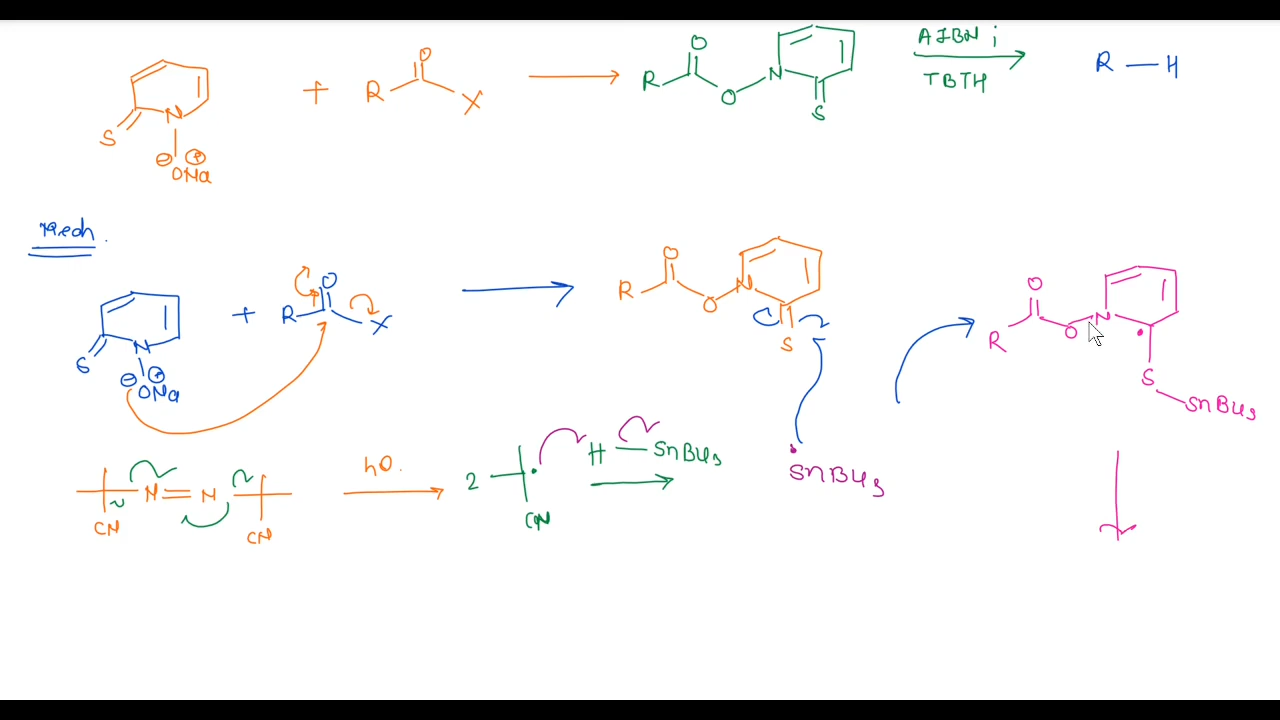 S N ⊖ ⊕ ONa + R O X → R O O N S AIBN ; TBTH R — H
Mech.
S N ⊖ ⊕ ONa + R O X → R O O N S
R O O N S SnBu3
N = N CN CN hν 2 CN H — SnBu3 • SnBu3